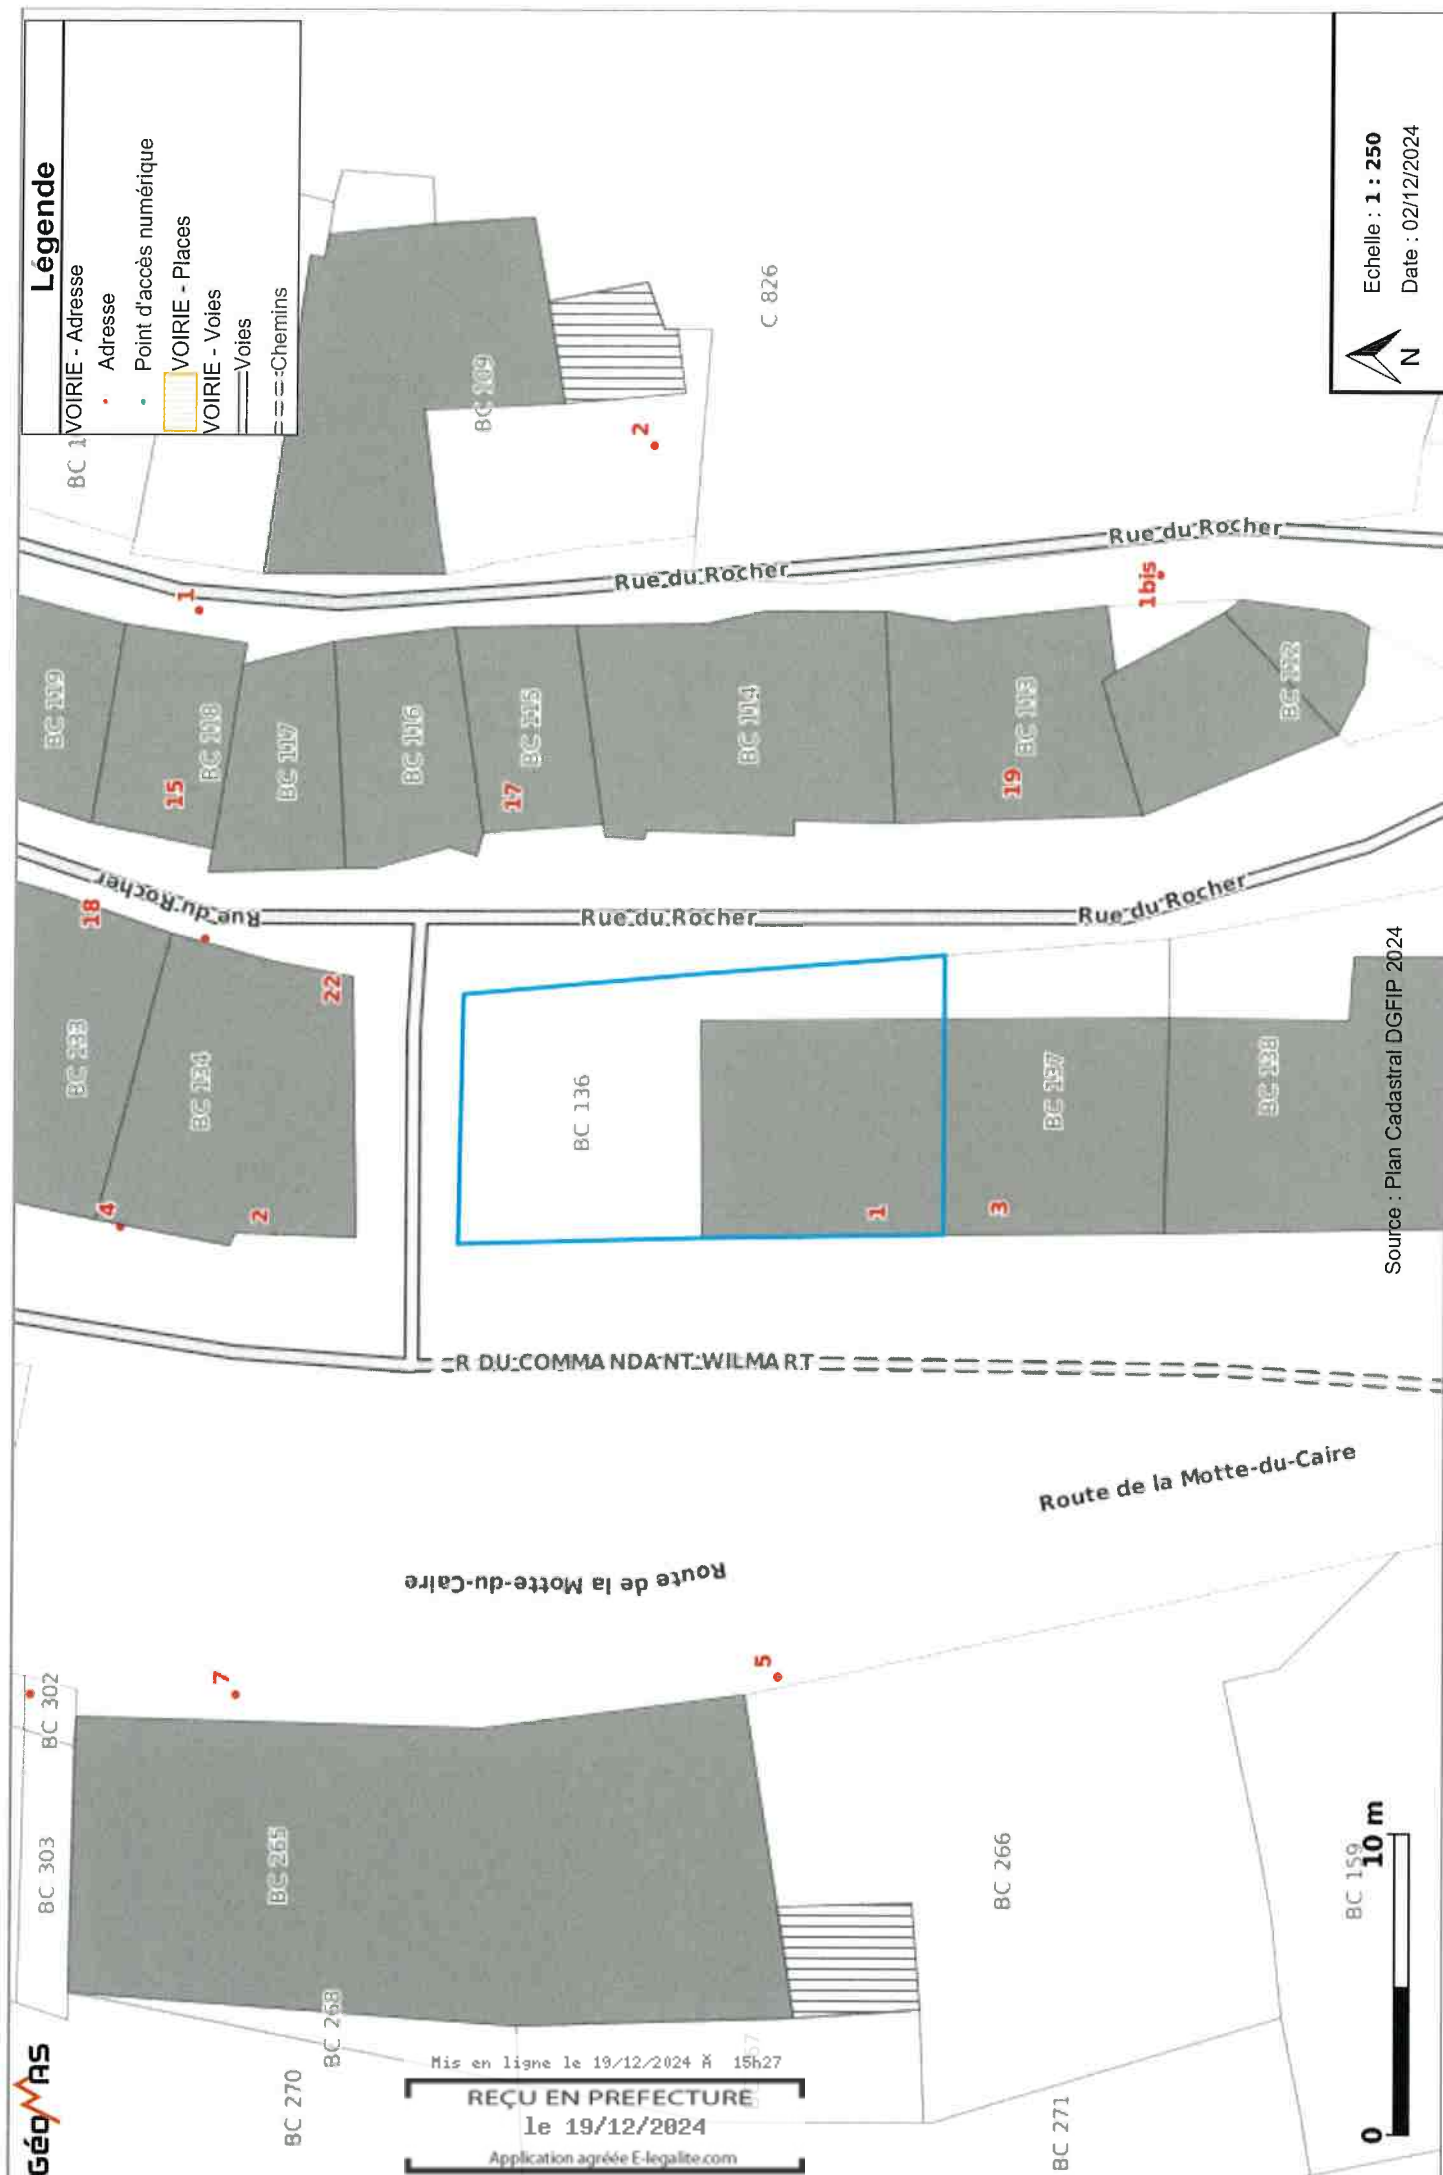 GéoMAS
Légende
VOIRIE - Adresse
Adresse
Point d'accès numérique
VOIRIE - Places
VOIRIE - Voies
Voies
Chemins
BC 303
BC 302
7
BC 265
BC 268
BC 270
5
BC 266
BC 271
BC 159
Route de la Motte-du-Caire
Route de la Motte-du-Caire
R DU COMMANDANT WILMART
4
2
BC 133
BC 134
18
22
Rue du Rocher
Rue du Rocher
Rue du Rocher
BC 136
1
3
BC 137
BC 138
BC 119
15
BC 118
BC 117
BC 116
17
BC 115
BC 114
19
BC 113
BC 112
1
1bis
Rue du Rocher
Rue du Rocher
BC 109
2
C 826
0
10 m
Source : Plan Cadastral DGFIP 2024
N
Echelle : 1 : 250
Date : 02/12/2024
Mis en ligne le 19/12/2024 À 15h27
REÇU EN PREFECTURE
le 19/12/2024
Application agréée E-legalite.com